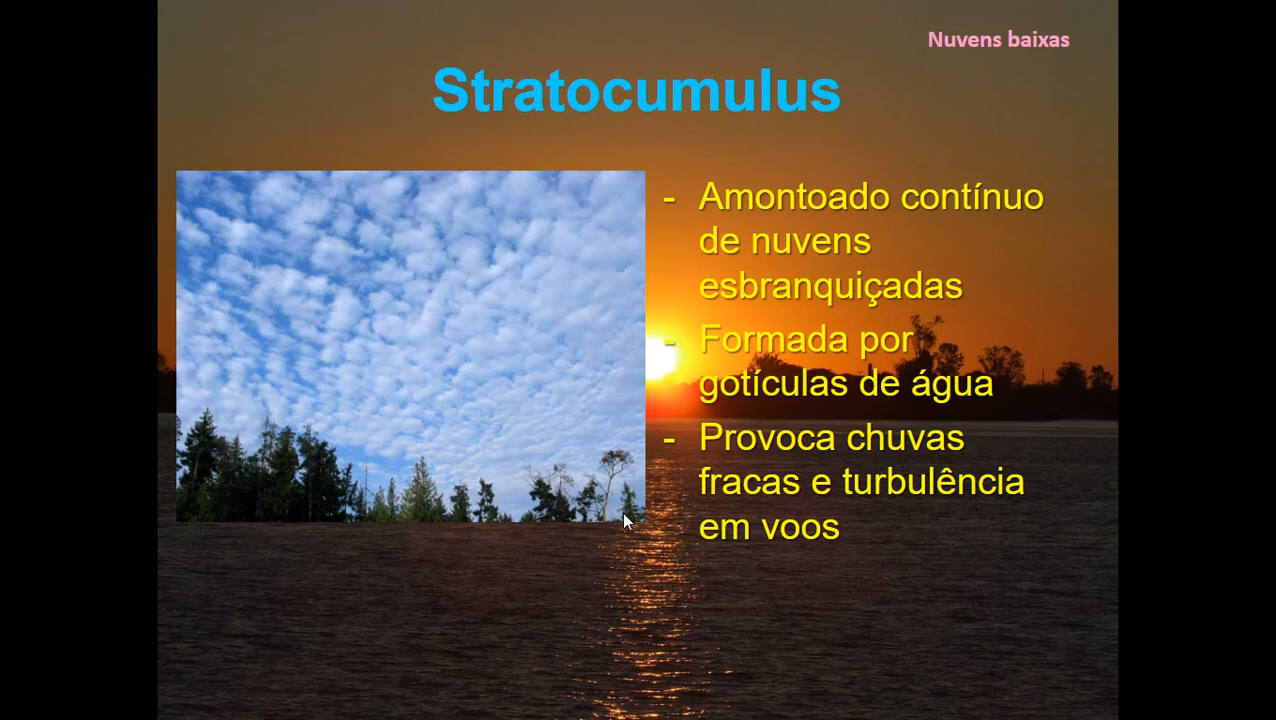 Nuvens baixas
Stratocumulus
- Amontoado contínuo
de nuvens
esbranquiçadas
- Formada por
gotículas de água
- Provoca chuvas
fracas e turbulência
em voos